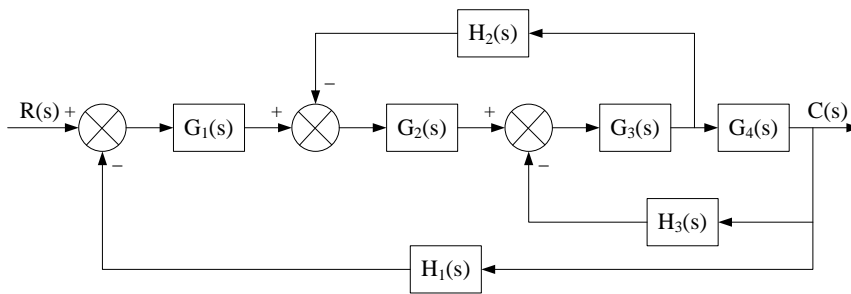 H₂(s)
−
R(s) +
G₁(s)
+
G₂(s)
+
G₃(s)
G₄(s)
C(s)
−
−
H₃(s)
H₁(s)